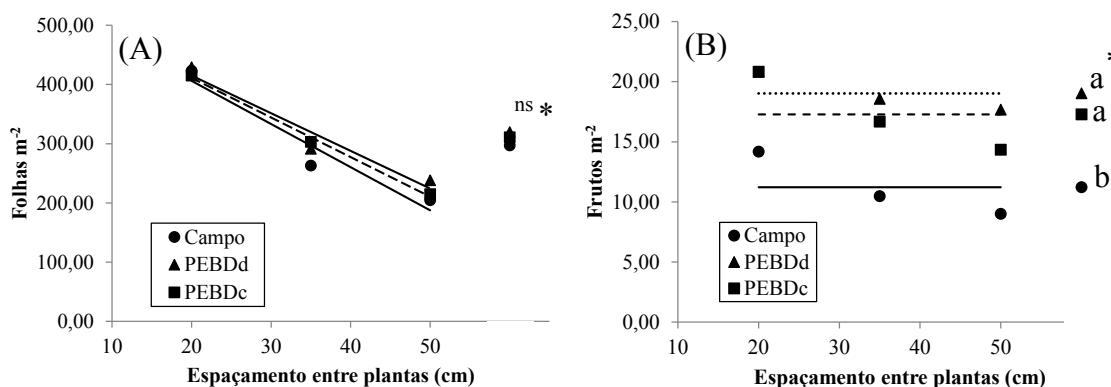 (A)
Folhas m⁻²
500,00
400,00
300,00
200,00
100,00
0,00
ns *
Campo
PEBDd
PEBDc
10 20 30 40 50
Espaçamento entre plantas (cm)
(B)
Frutos m⁻²
25,00
20,00
15,00
10,00
5,00
0,00
a *
a
b
Campo
PEBDd
PEBDc
10 20 30 40 50
Espaçamento entre plantas (cm)